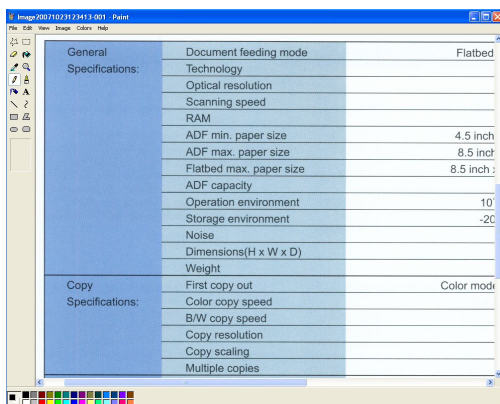 Image20071023123413-001 - Paint
File Edit View Image Colors Help
General Document feeding mode Flatbed
Specifications: Technology
Optical resolution
Scanning speed
RAM
ADF min. paper size 4.5 inch
ADF max. paper size 8.5 inch
Flatbed max. paper size 8.5 inch
ADF capacity
Operation environment 10
Storage environment -20
Noise
Dimensions(H x W x D)
Weight
Copy First copy out Color mode
Specifications: Color copy speed
B/W copy speed
Copy resolution
Copy scaling
Multiple copies